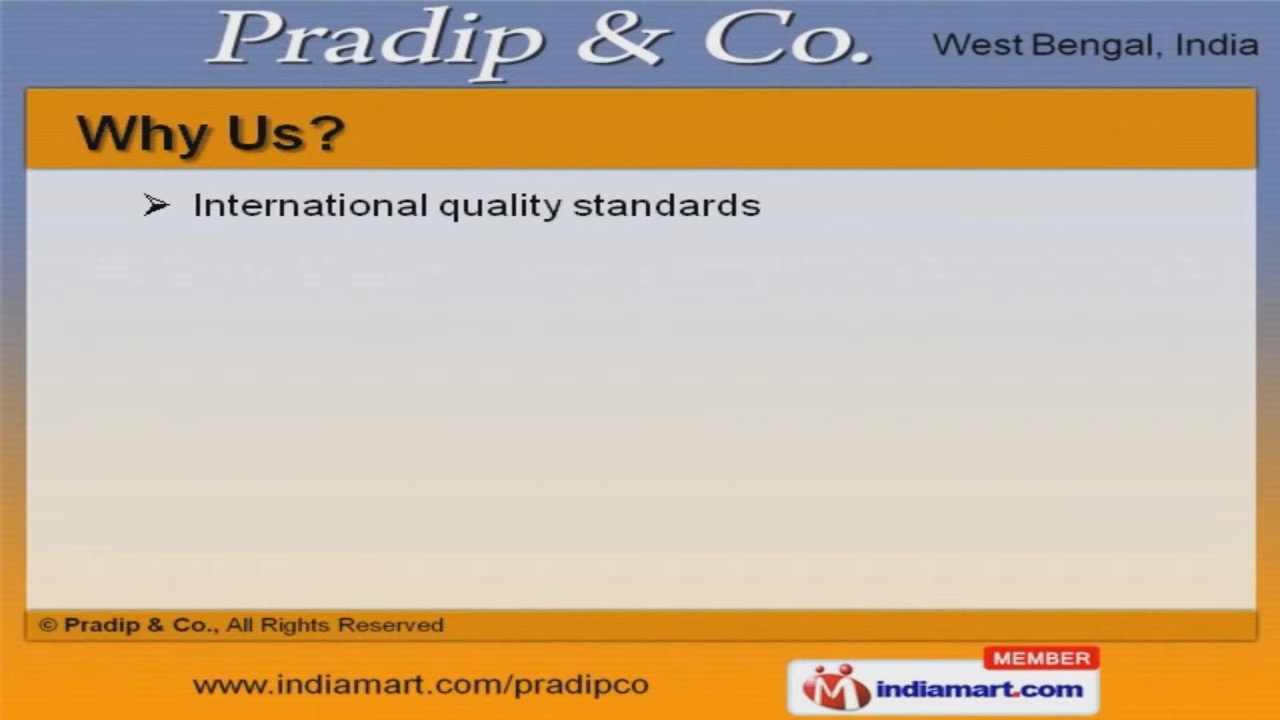 Pradip & Co.
West Bengal, India
Why Us?
➢ International quality standards
© Pradip & Co., All Rights Reserved
www.indiamart.com/pradipco
MEMBER
indiamart.com